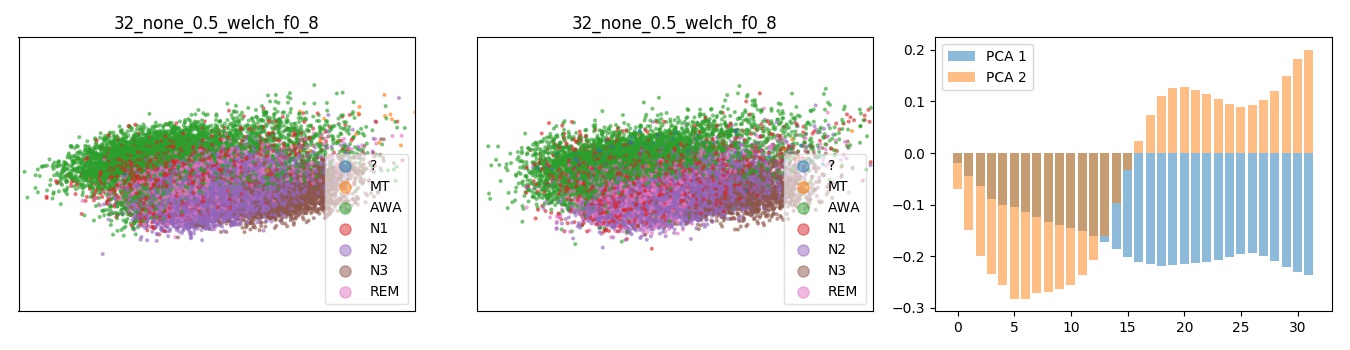 32_none_0.5_welch_f0_8
?
MT
AWA
N1
N2
N3
REM
32_none_0.5_welch_f0_8
?
MT
AWA
N1
N2
N3
REM
PCA 1
PCA 2
0.2
0.1
0.0
−0.1
−0.2
−0.3
0 5 10 15 20 25 30